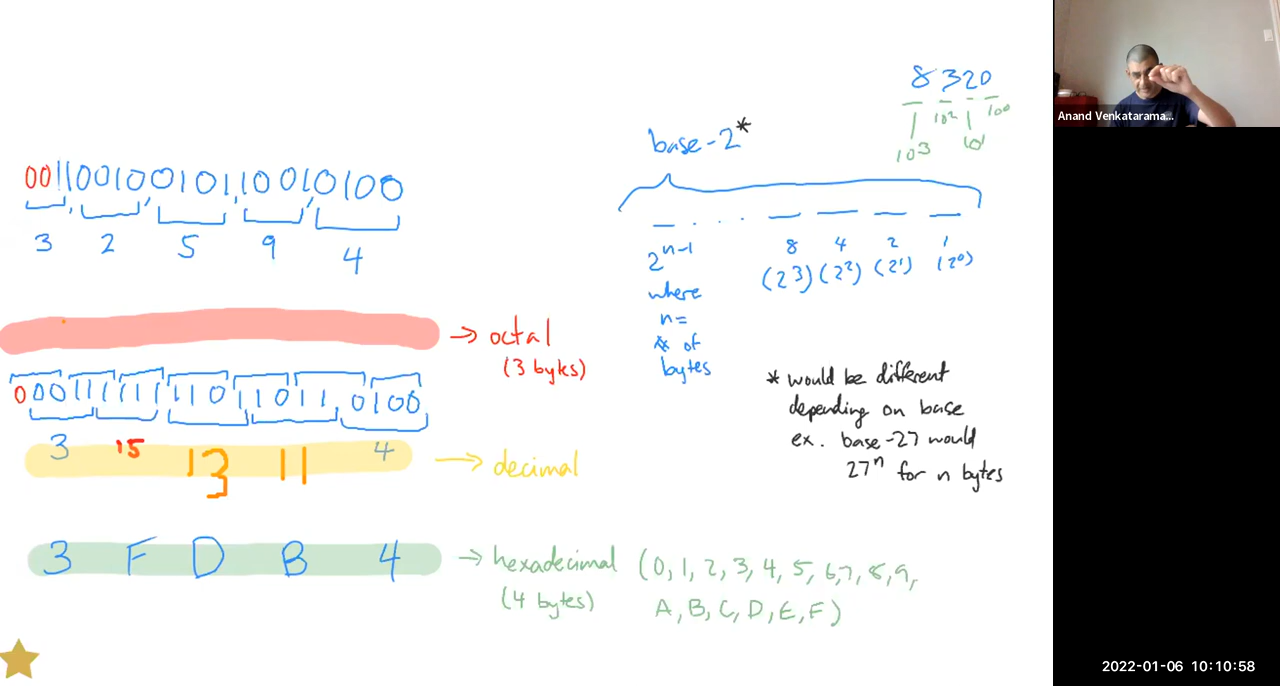 8320
10³ 10² 10¹ 10⁰
Anand Venkatarama...
base-2*
00110010010110010100
3 2 5 9 4
2ⁿ⁻¹ 8 4 2 1
(2³) (2²) (2¹) (2⁰)
where
n=
# of
bytes
→ octal
(3 bytes)
00011111111011011 0100
3 15 13 11 4
→ decimal
* would be different
depending on base
ex. base-27 would
27ⁿ for n bytes
3 F D B 4
→ hexadecimal (0,1,2,3,4,5,6,7,8,9,
A,B,C,D,E,F)
(4 bytes)
2022-01-06 10:10:58